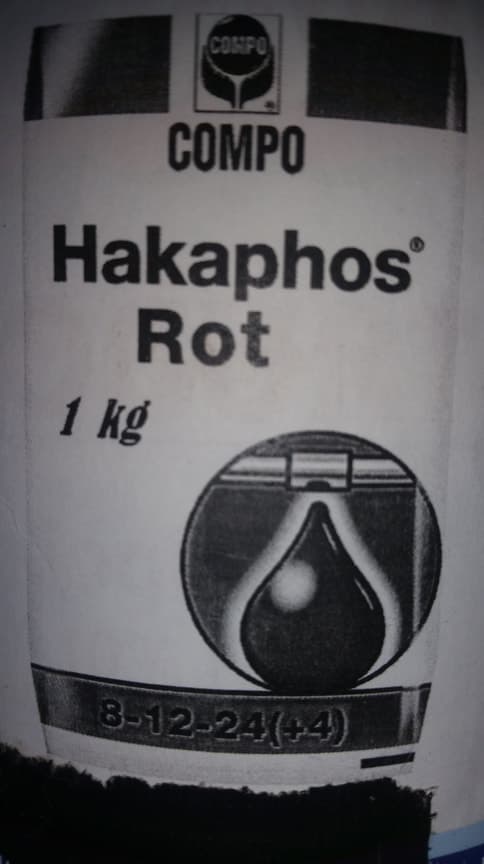 COMPO
COMPO
Hakaphos®
Rot
1 kg
8-12-24(+4)